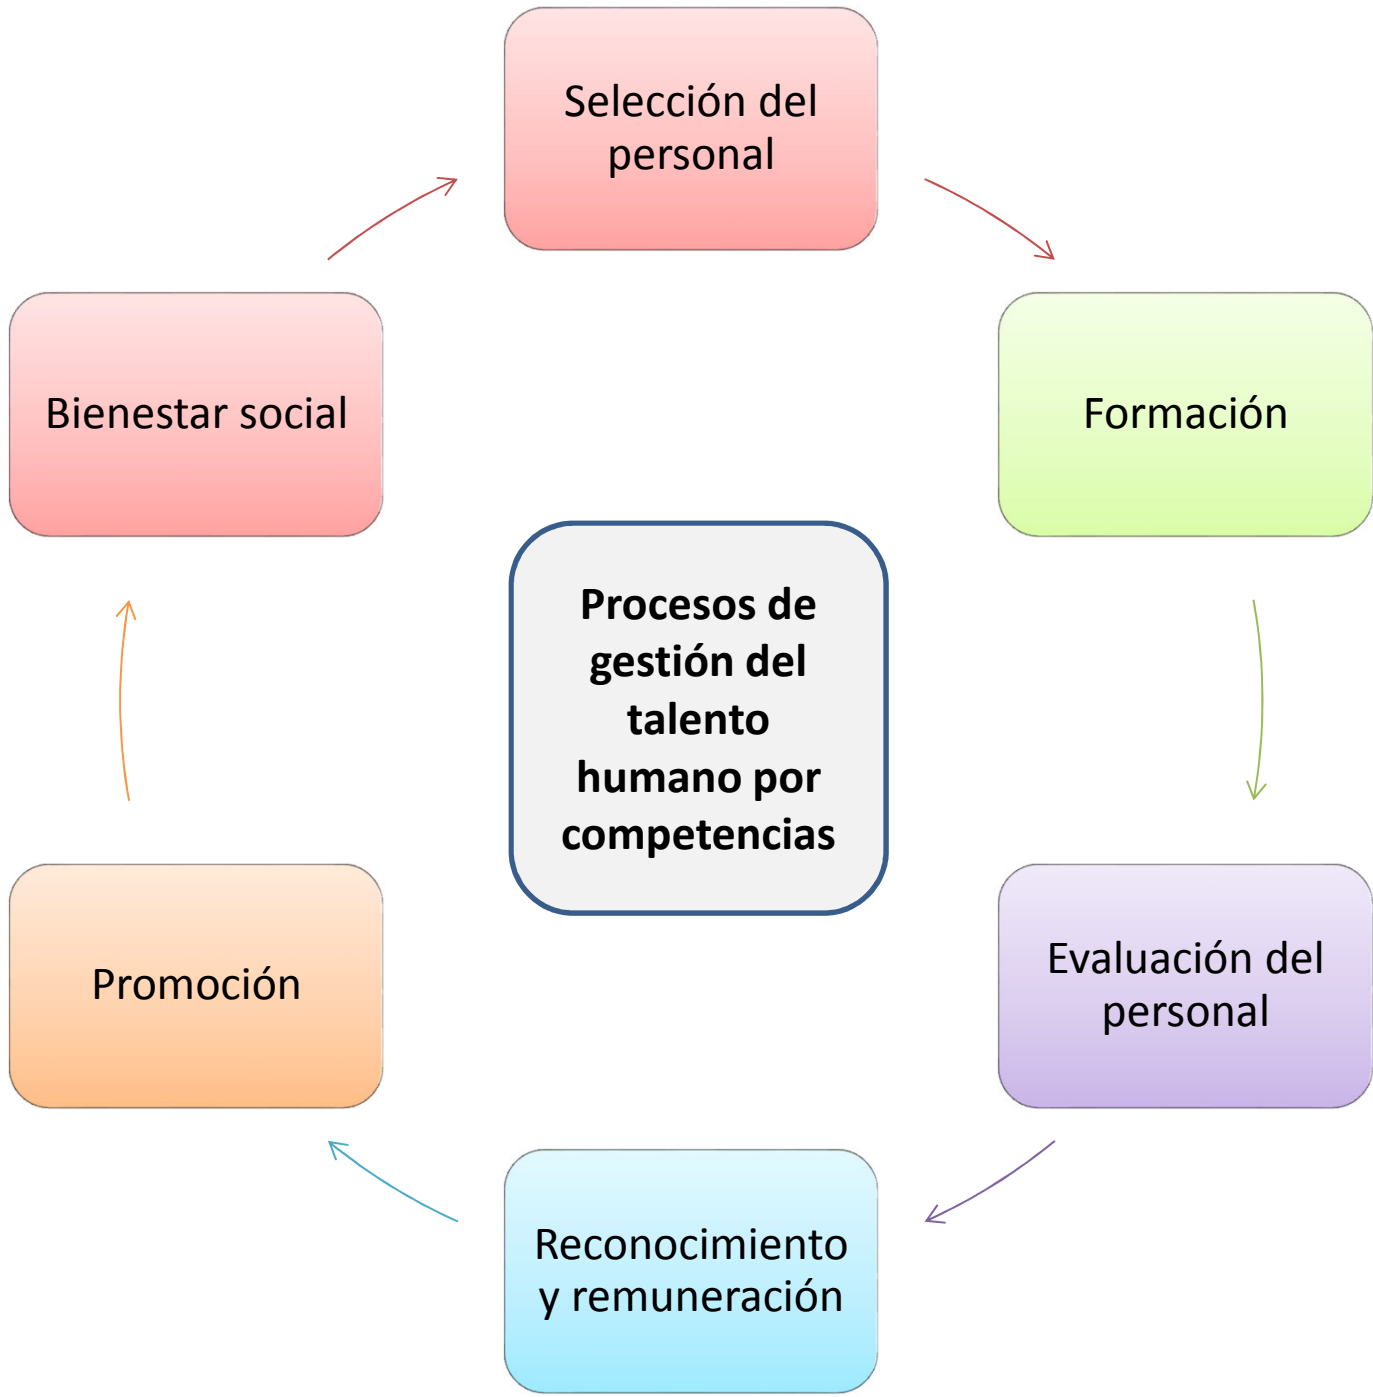 Selección del
personal
Bienestar social
Formación
Procesos de
gestión del
talento
humano por
competencias
Promoción
Evaluación del
personal
Reconocimiento
y remuneración